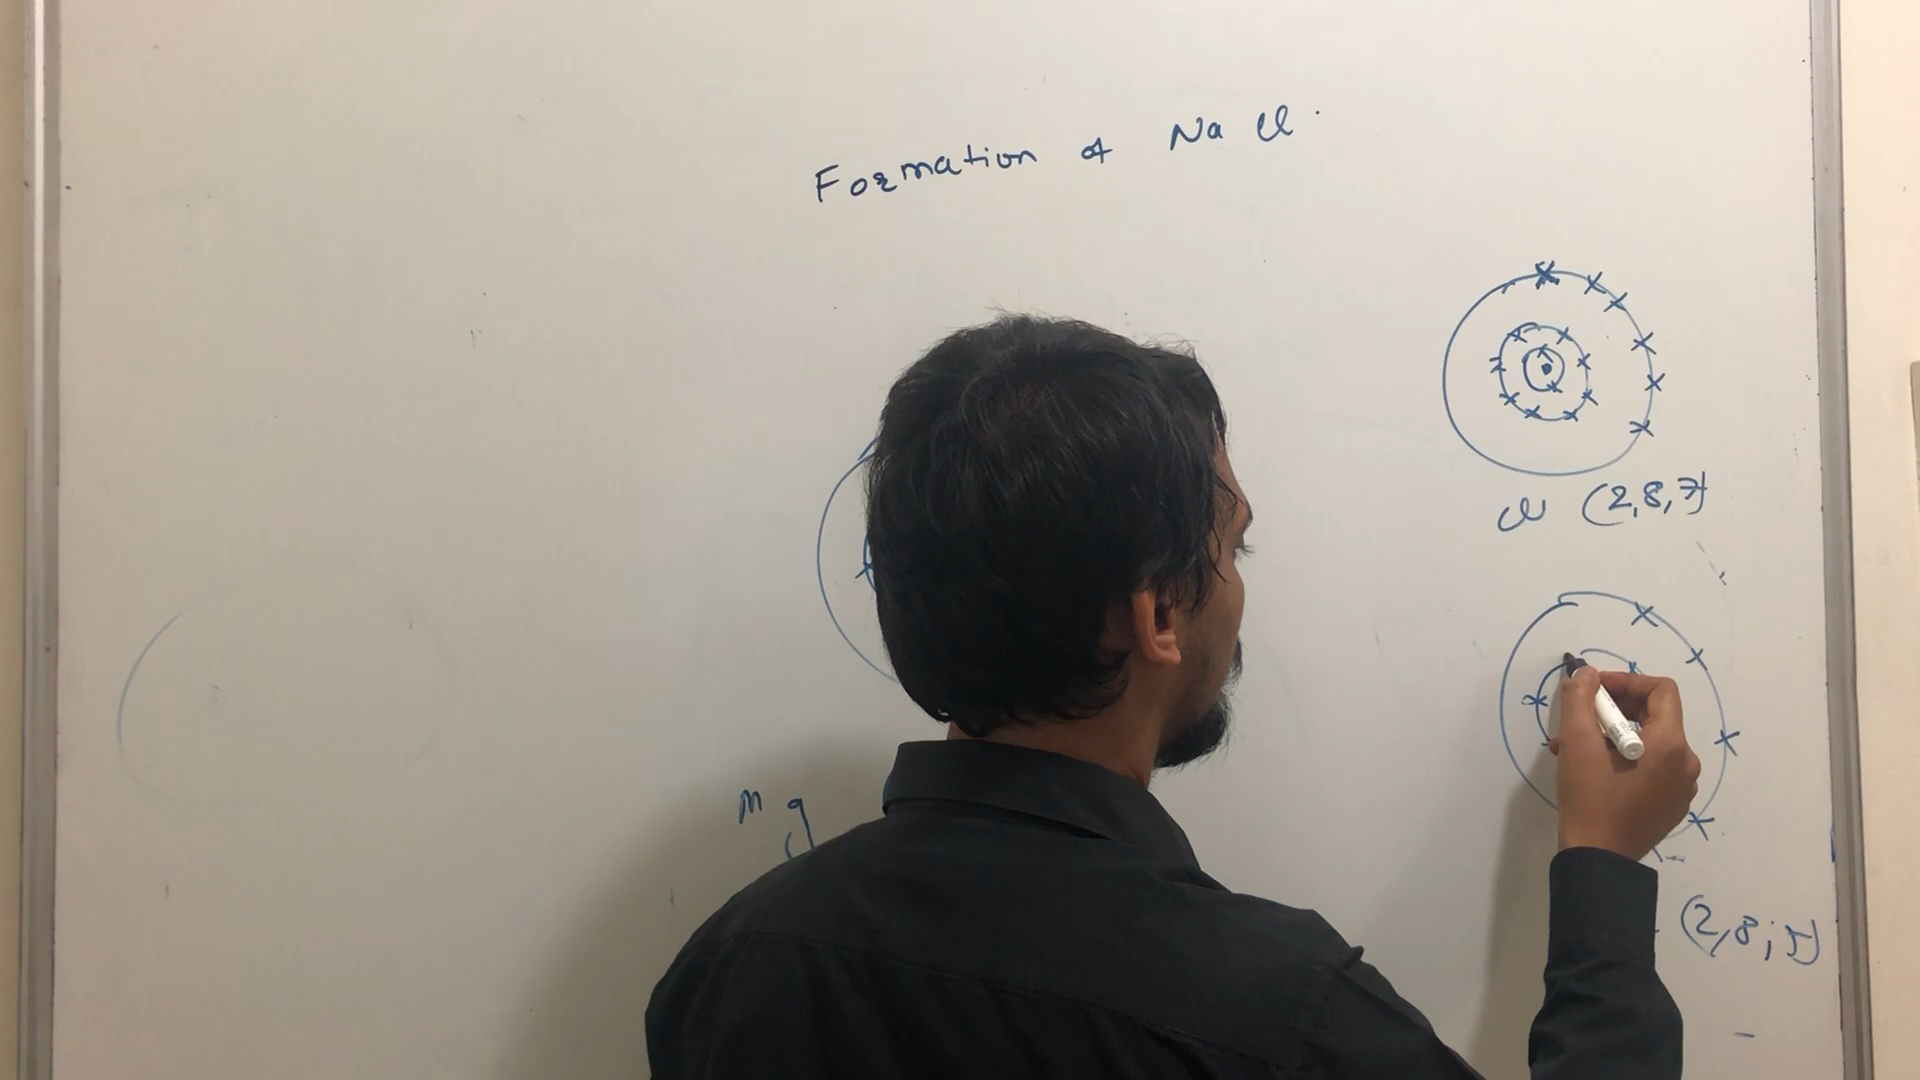 Formation of Na Cl.
Cl (2,8,7)
Mg
(2,8,7)